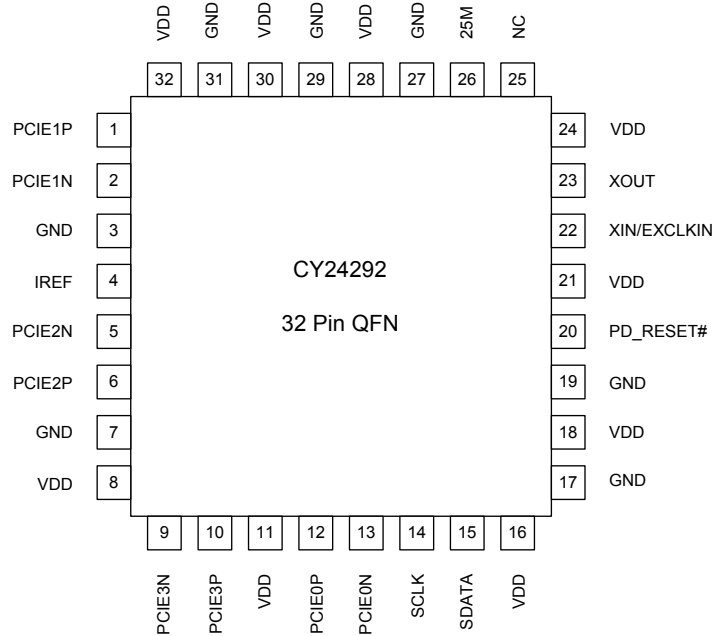 VDD
GND
VDD
GND
VDD
GND
25M
NC
32
31
30
29
28
27
26
25
PCIE1P 1
PCIE1N 2
GND 3
IREF 4
PCIE2N 5
PCIE2P 6
GND 7
VDD 8
CY24292
32 Pin QFN
24 VDD
23 XOUT
22 XIN/EXCLKIN
21 VDD
20 PD_RESET#
19 GND
18 VDD
17 GND
9
10
11
12
13
14
15
16
PCIE3N
PCIE3P
VDD
PCIE0P
PCIE0N
SCLK
SDATA
VDD